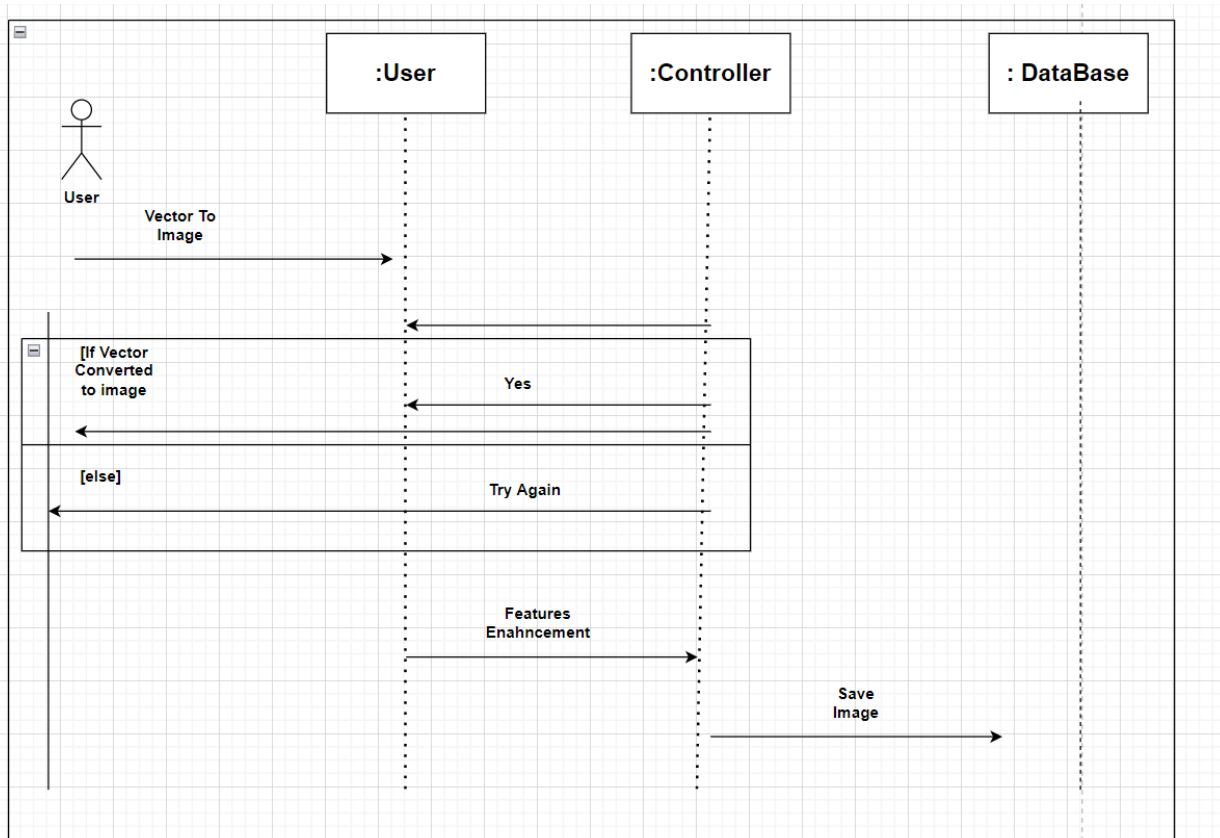 :User
:Controller
: DataBase
User
Vector To
Image
[If Vector
Converted
to image
Yes
[else]
Try Again
Features
Enahncement
Save
Image